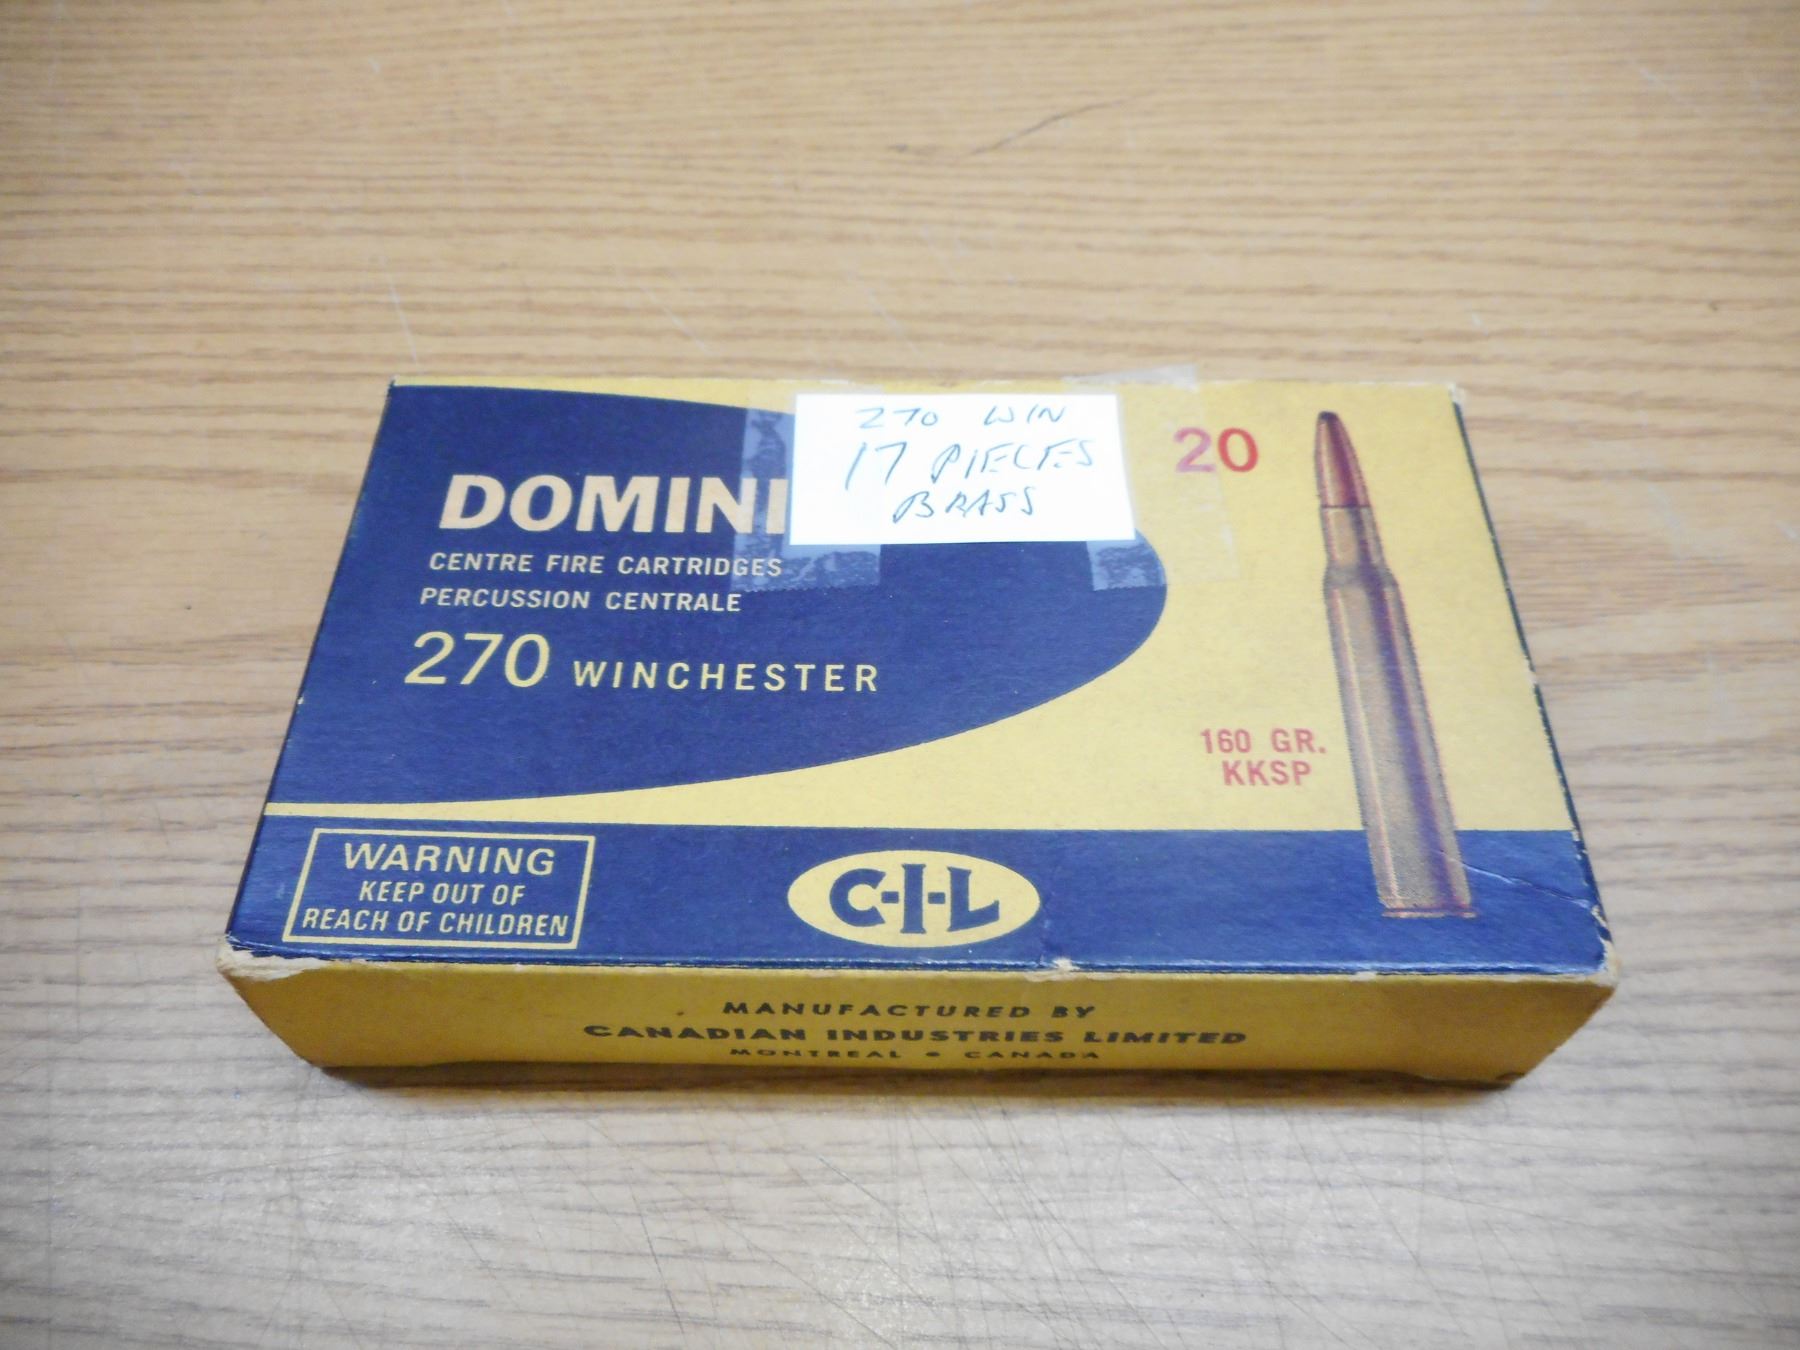 270 WIN
17 PIECES
BRASS
20
DOMINI
CENTRE FIRE CARTRIDGES
PERCUSSION CENTRALE
270 WINCHESTER
160 GR.
KKSP
WARNING
KEEP OUT OF
REACH OF CHILDREN
C-I-L
MANUFACTURED BY
CANADIAN INDUSTRIES LIMITED
MONTREAL • CANADA